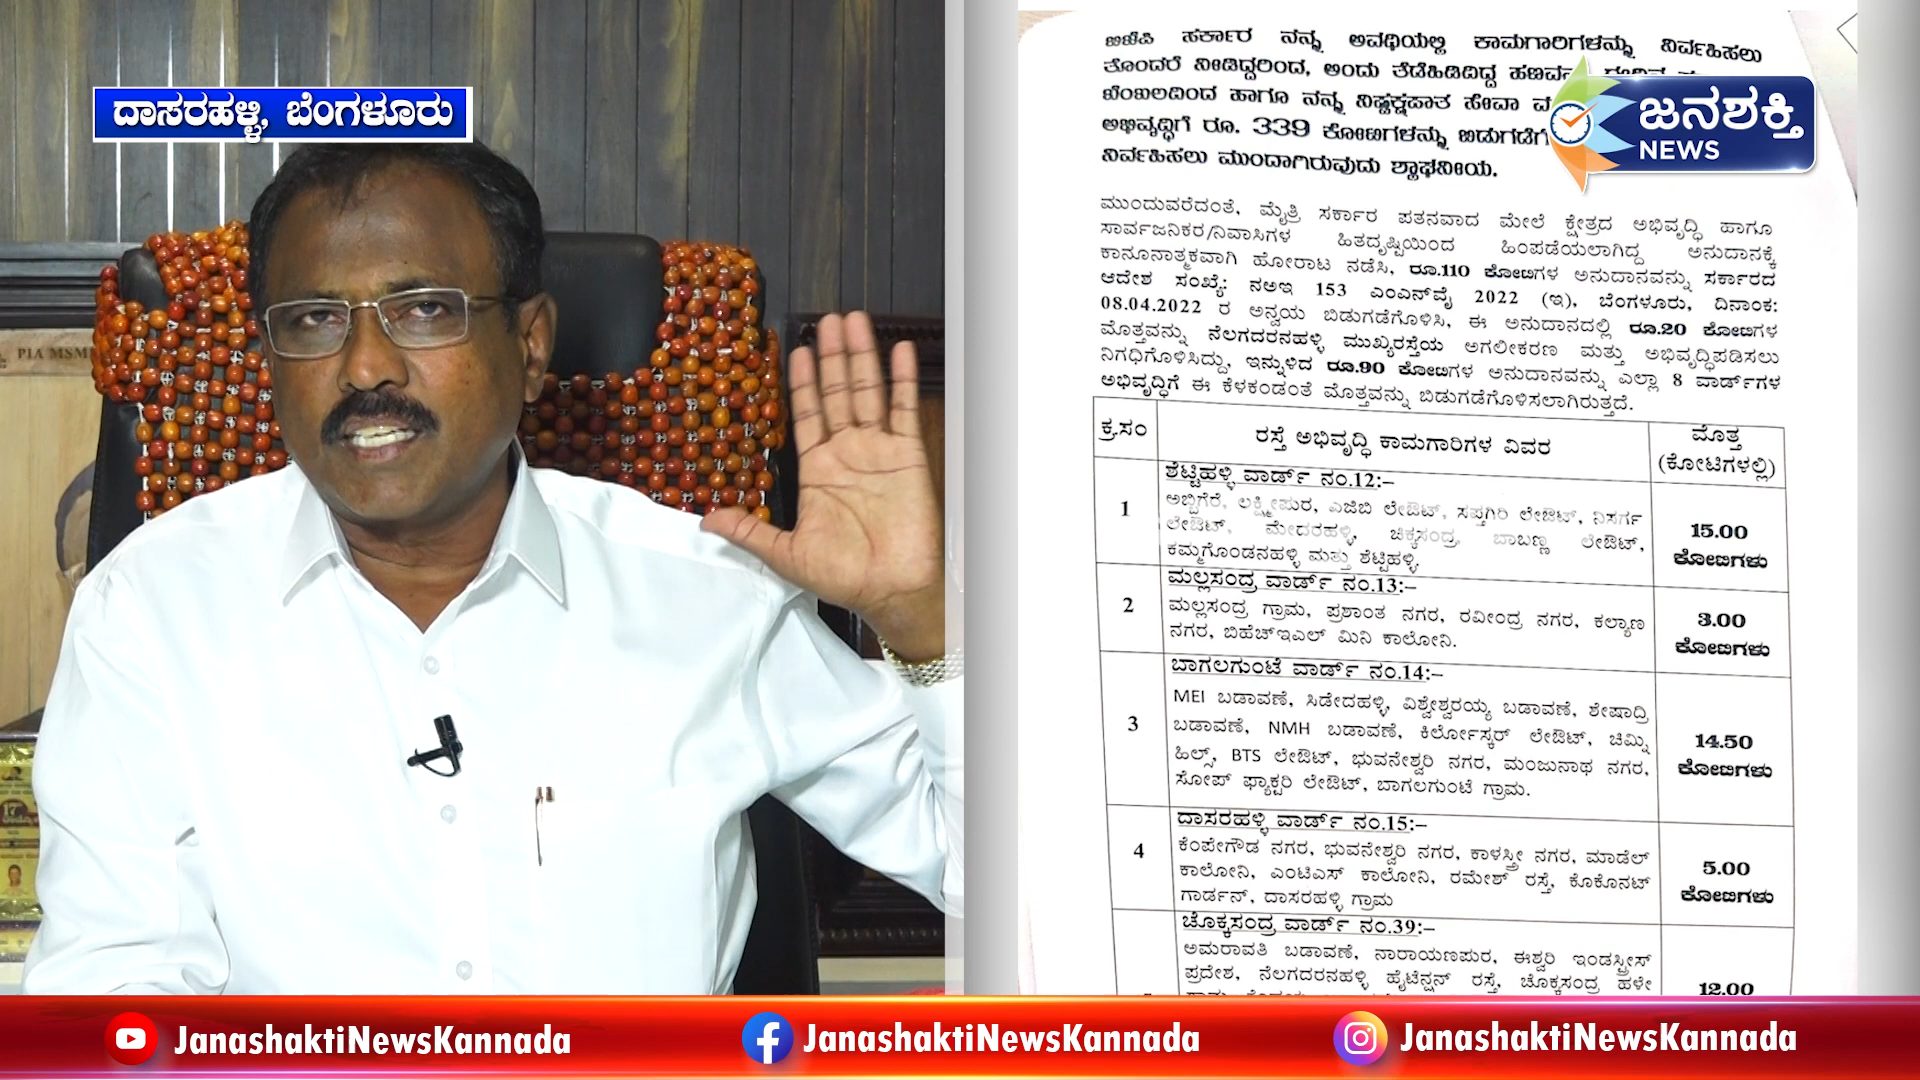 ದಾಸರಹಳ್ಳಿ, ಬೆಂಗಳೂರು
PIA MSM
ಜನಶಕ್ತಿ
NEWS
ಬಿಜೆಪಿ ಸರ್ಕಾರ ನನ್ನ ಅವಧಿಯಲ್ಲಿ ಕಾಮಗಾರಿಗಳನ್ನು ನಿರ್ವಹಿಸಲು
ತೊಂದರೆ ನೀಡಿದ್ದರಿಂದ, ಅಂದು ತಡೆಹಿಡಿದಿದ್ದ
ಬೆಂಬಲದಿಂದ ಹಾಗೂ ನನ್ನ ನಿಷ್ಪಕ್ಷಪಾತ ಸೇವಾ
ಅಭಿವೃದ್ಧಿಗೆ ರೂ. 339 ಕೋಟಿಗಳನ್ನು
ನಿರ್ವಹಿಸಲು ಮುಂದಾಗಿರುವುದು ಶ್ಲಾಘನೀಯ.
ಮುಂದುವರೆದಂತೆ, ಮೈತ್ರಿ ಸರ್ಕಾರ ಪತನವಾದ ಮೇಲೆ ಕ್ಷೇತ್ರದ ಅಭಿವೃದ್ಧಿ ಹಾಗೂ
ಸಾರ್ವಜನಿಕರ/ನಿವಾಸಿಗಳ ಹಿತದೃಷ್ಟಿಯಿಂದ ಹಿಂಪಡೆಯಲಾಗಿದ್ದ ಅನುದಾನಕ್ಕೆ
ಕಾನೂನಾತ್ಮಕವಾಗಿ ಹೋರಾಟ ನಡೆಸಿ, ರೂ.110 ಕೋಟಿಗಳ ಅನುದಾನವನ್ನು ಸರ್ಕಾರದ
ಆದೇಶ ಸಂಖ್ಯೆ: ನಅಇ 153 ಎಂಎನ್‌ವೈ 2022 (ಇ), ಬೆಂಗಳೂರು, ದಿನಾಂಕ:
08.04.2022 ರ ಅನ್ವಯ ಬಿಡುಗಡೆಗೊಳಿಸಿ, ಈ ಅನುದಾನದಲ್ಲಿ ರೂ.20 ಕೋಟಿಗಳ
ಮೊತ್ತವನ್ನು ನೆಲಗದರನಹಳ್ಳಿ ಮುಖ್ಯರಸ್ತೆಯ ಅಗಲೀಕರಣ ಮತ್ತು ಅಭಿವೃದ್ಧಿಪಡಿಸಲು
ನಿಗಧಿಗೊಳಿಸಿದ್ದು, ಇನ್ನುಳಿದ ರೂ.90 ಕೋಟಿಗಳ ಅನುದಾನವನ್ನು ಎಲ್ಲಾ 8 ವಾರ್ಡ್‌ಗಳ
ಅಭಿವೃದ್ಧಿಗೆ ಈ ಕೆಳಕಂಡಂತೆ ಮೊತ್ತವನ್ನು ಬಿಡುಗಡೆಗೊಳಿಸಲಾಗಿರುತ್ತದೆ.
ಕ್ರ.ಸಂ ರಸ್ತೆ ಅಭಿವೃದ್ಧಿ ಕಾಮಗಾರಿಗಳ ವಿವರ ಮೊತ್ತ (ಕೋಟಿಗಳಲ್ಲಿ)
ಶೆಟ್ಟಿಹಳ್ಳಿ ವಾರ್ಡ್ ನಂ.12:-
1 ಅಬ್ಬಿಗೆರೆ, ಲಕ್ಷ್ಮೀಪುರ, ಎಜಿಬಿ ಲೇಔಟ್, ಸಪ್ತಗಿರಿ ಲೇಔಟ್, ನಿಸರ್ಗ
ಲೇಔಟ್, ಮೇದರಹಳ್ಳಿ, ಚಿಕ್ಕಸಂದ್ರ, ಬಾಬಣ್ಣ ಲೇಔಟ್, 15.00
ಕಮ್ಮಗೊಂಡನಹಳ್ಳಿ ಮತ್ತು ಶೆಟ್ಟಿಹಳ್ಳಿ. ಕೋಟಿಗಳು
ಮಲ್ಲಸಂದ್ರ ವಾರ್ಡ್ ನಂ.13:-
2 ಮಲ್ಲಸಂದ್ರ ಗ್ರಾಮ, ಪ್ರಶಾಂತ ನಗರ, ರವೀಂದ್ರ ನಗರ, ಕಲ್ಯಾಣ 3.00
ನಗರ, ಬಿಹೆಚ್‌ಇಎಲ್ ಮಿನಿ ಕಾಲೋನಿ. ಕೋಟಿಗಳು
ಬಾಗಲಗುಂಟೆ ವಾರ್ಡ್ ನಂ.14:-
MEI ಬಡಾವಣೆ, ಸಿಡೇದಹಳ್ಳಿ, ವಿಶ್ವೇಶ್ವರಯ್ಯ ಬಡಾವಣೆ, ಶೇಷಾದ್ರಿ
3 ಬಡಾವಣೆ, NMH ಬಡಾವಣೆ, ಕಿರ್ಲೋಸ್ಕರ್ ಲೇಔಟ್, ಚಿಮ್ನಿ 14.50
ಹಿಲ್ಸ್, BTS ಲೇಔಟ್, ಭುವನೇಶ್ವರಿ ನಗರ, ಮಂಜುನಾಥ ನಗರ, ಕೋಟಿಗಳು
ಸೋಪ್ ಫ್ಯಾಕ್ಟರಿ ಲೇಔಟ್, ಬಾಗಲಗುಂಟೆ ಗ್ರಾಮ.
ದಾಸರಹಳ್ಳಿ ವಾರ್ಡ್ ನಂ.15:-
4 ಕೆಂಪೇಗೌಡ ನಗರ, ಭುವನೇಶ್ವರಿ ನಗರ, ಕಾಳಸ್ತ್ರೀ ನಗರ, ಮಾಡೆಲ್ 5.00
ಕಾಲೋನಿ, ಎಂಟಿಎಸ್ ಕಾಲೋನಿ, ರಮೇಶ್ ರಸ್ತೆ, ಕೊಕೊನಟ್ ಕೋಟಿಗಳು
ಗಾರ್ಡನ್, ದಾಸರಹಳ್ಳಿ ಗ್ರಾಮ
ಚೊಕ್ಕಸಂದ್ರ ವಾರ್ಡ್ ನಂ.39:-
ಅಮರಾವತಿ ಬಡಾವಣೆ, ನಾರಾಯಣಪುರ, ಈಶ್ವರಿ ಇಂಡಸ್ಟ್ರೀಸ್
ಪ್ರದೇಶ, ನೆಲಗದರನಹಳ್ಳಿ ಹೈಟೆನ್ಷನ್ ರಸ್ತೆ, ಚೊಕ್ಕಸಂದ್ರ ಹಳೇ 12.00
JanashaktiNewsKannada
JanashaktiNewsKannada
JanashaktiNewsKannada